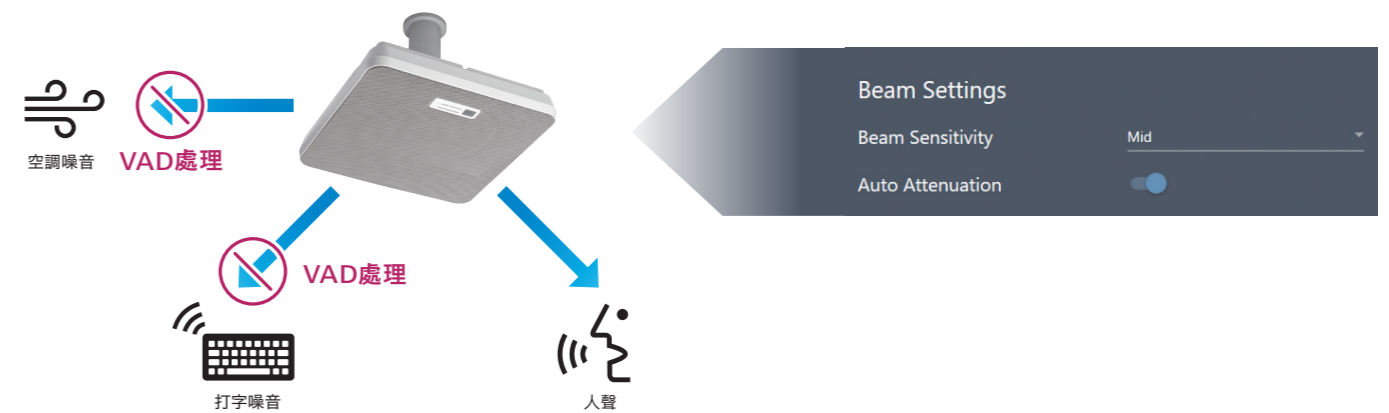 Beam Settings
Beam Sensitivity
Mid
Auto Attenuation
空調噪音
VAD處理
VAD處理
打字噪音
人聲